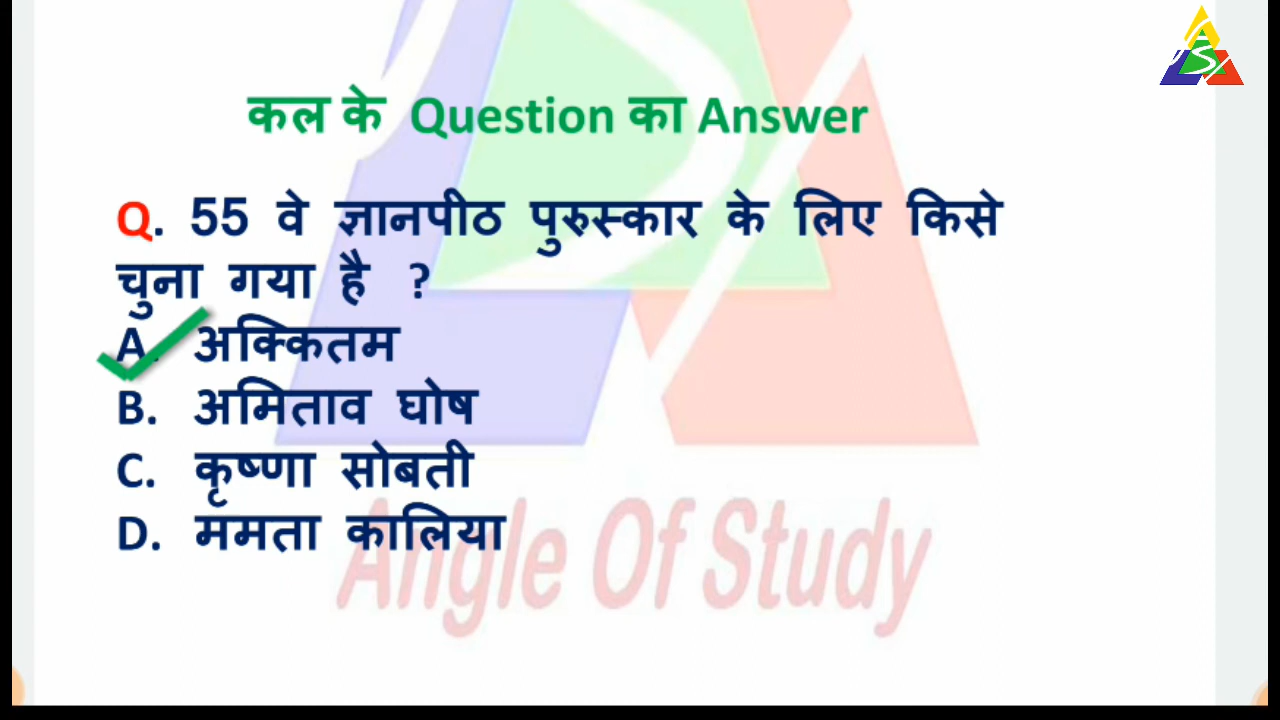 कल के Question का Answer
Q. 55 वे ज्ञानपीठ पुरुस्कार के लिए किसे
चुना गया है ?
A. अक्कितम
B. अमिताव घोष
C. कृष्णा सोबती
D. ममता कालिया
Angle Of Study